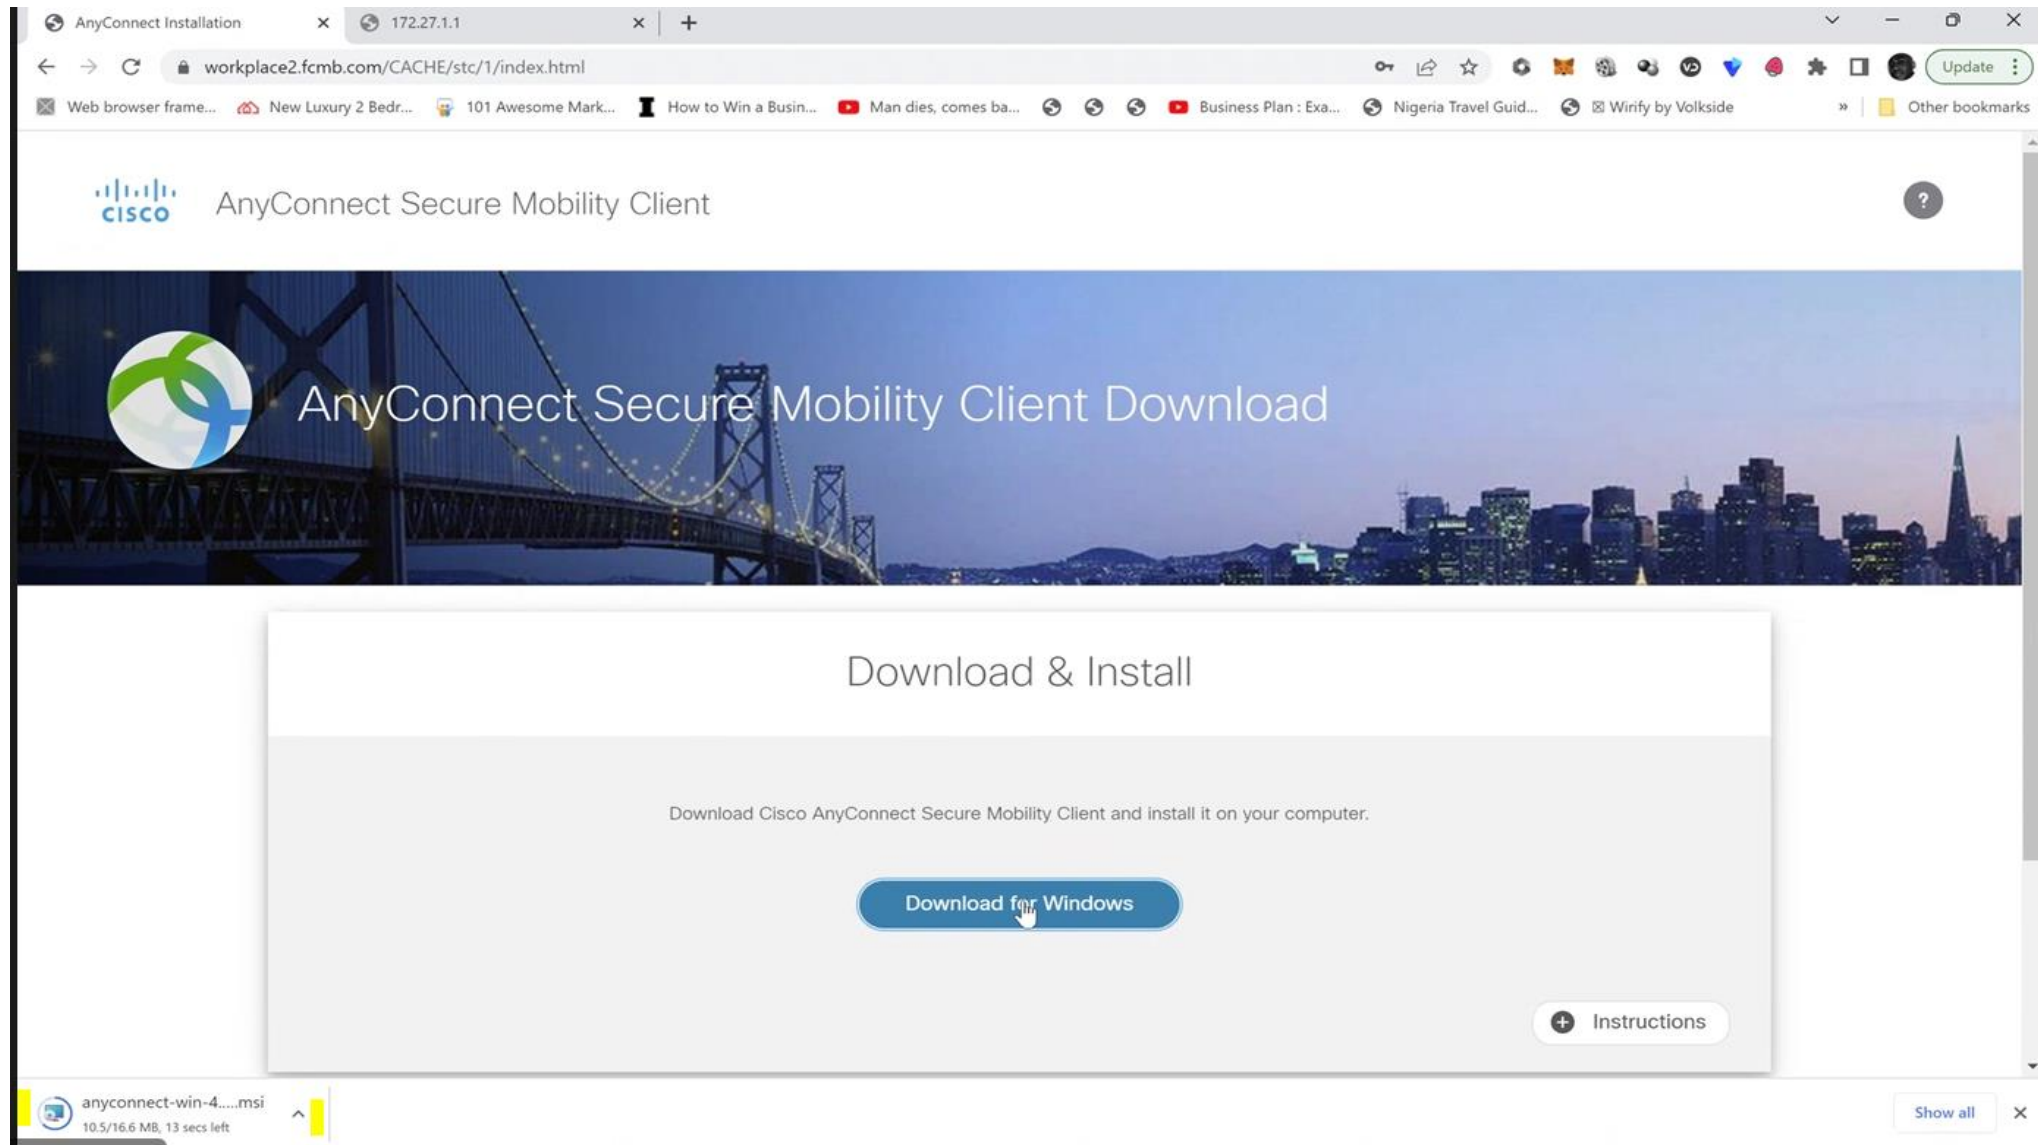 AnyConnect Installation
172.27.1.1
workplace2.fcmb.com/CACHE/stc/1/index.html
Update
Web browser frame...
New Luxury 2 Bedr...
101 Awesome Mark...
How to Win a Busin...
Man dies, comes ba...
Business Plan : Exa...
Nigeria Travel Guid...
Wirify by Volkside
»
Other bookmarks
CISCO
AnyConnect Secure Mobility Client
?
AnyConnect Secure Mobility Client Download
Download & Install
Download Cisco AnyConnect Secure Mobility Client and install it on your computer.
Download for Windows
Instructions
anyconnect-win-4.....msi
10.5/16.6 MB, 13 secs left
Show all